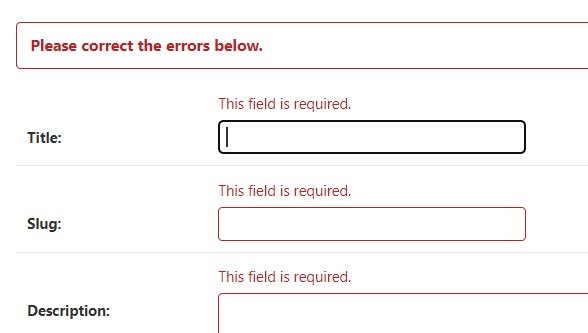 Please correct the errors below.
This field is required.
Title:
This field is required.
Slug:
This field is required.
Description: